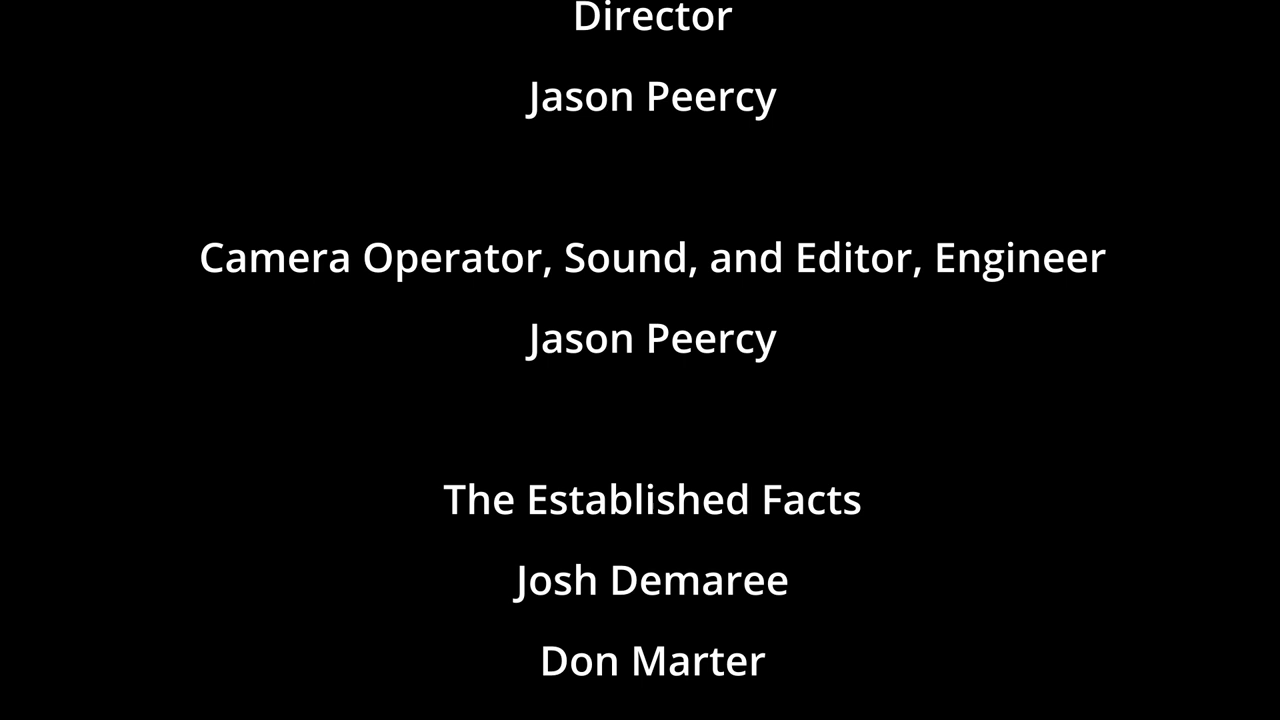 Director
Jason Peercy
Camera Operator, Sound, and Editor, Engineer
Jason Peercy
The Established Facts
Josh Demaree
Don Marter